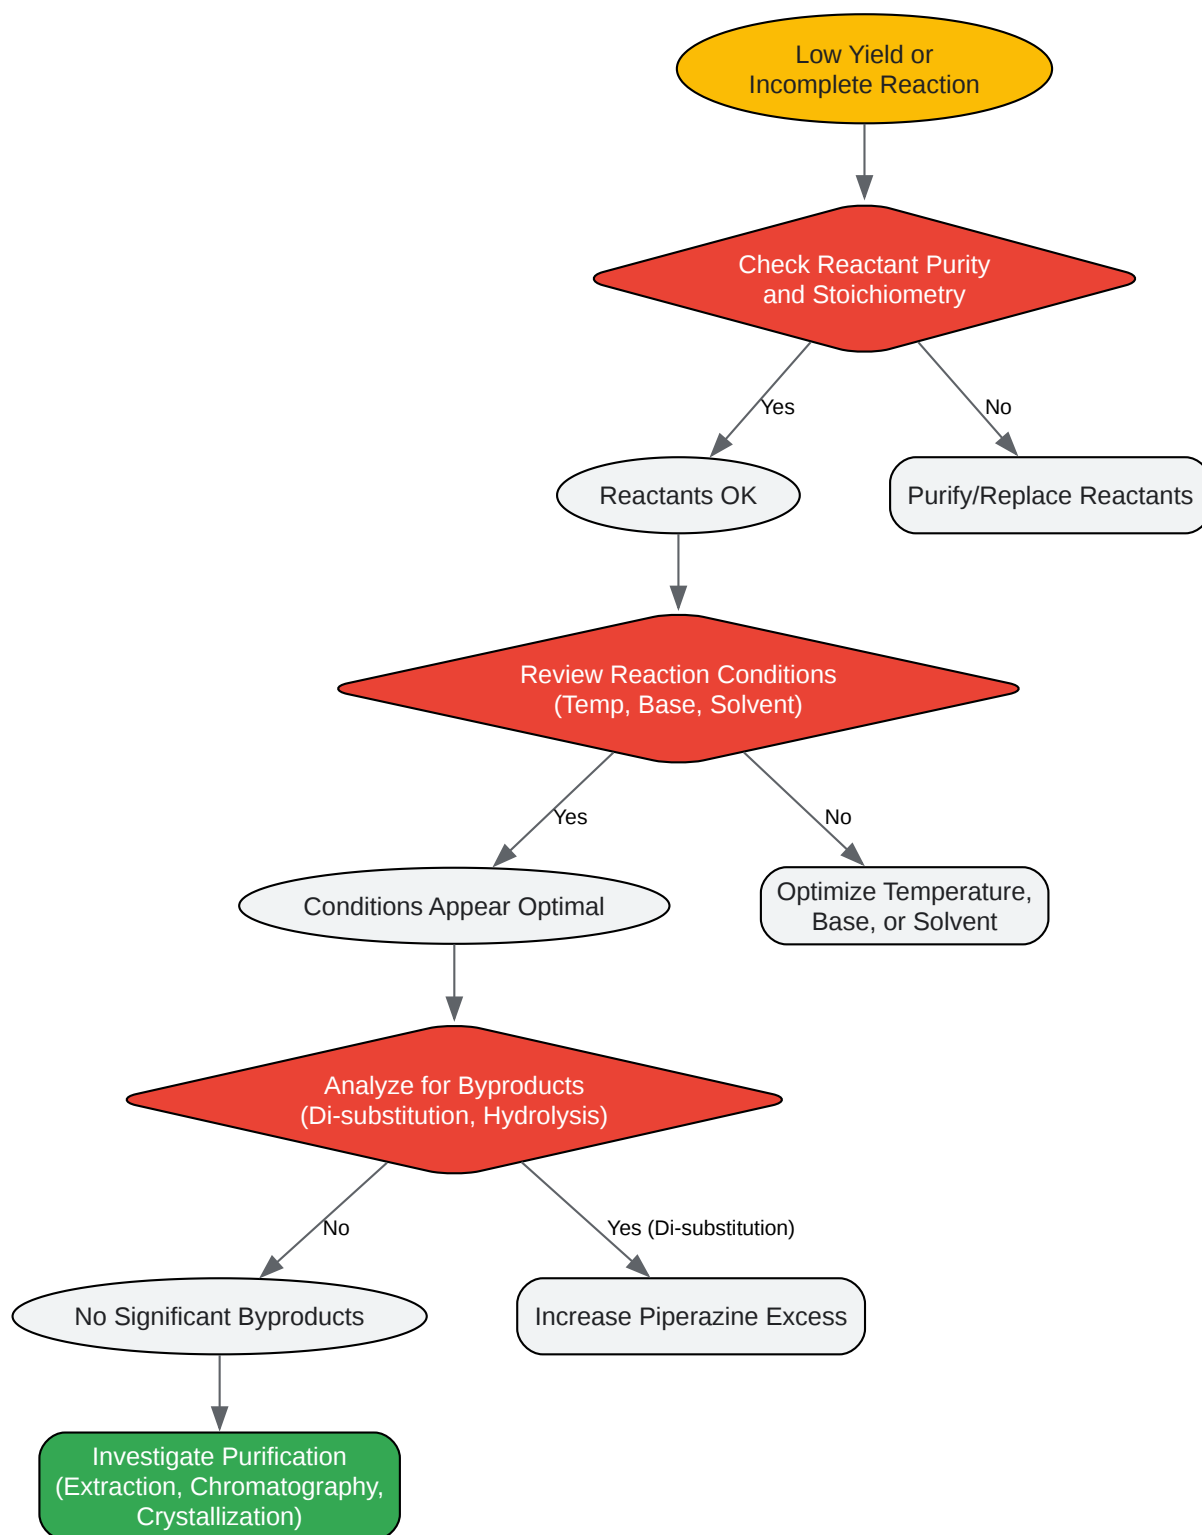 Low Yield or
Incomplete Reaction
Check Reactant Purity
and Stoichiometry
Yes
No
Reactants OK
Purify/Replace Reactants
Review Reaction Conditions
(Temp, Base, Solvent)
Yes
No
Conditions Appear Optimal
Optimize Temperature,
Base, or Solvent
Analyze for Byproducts
(Di-substitution, Hydrolysis)
No
Yes (Di-substitution)
No Significant Byproducts
Increase Piperazine Excess
Investigate Purification
(Extraction, Chromatography,
Crystallization)